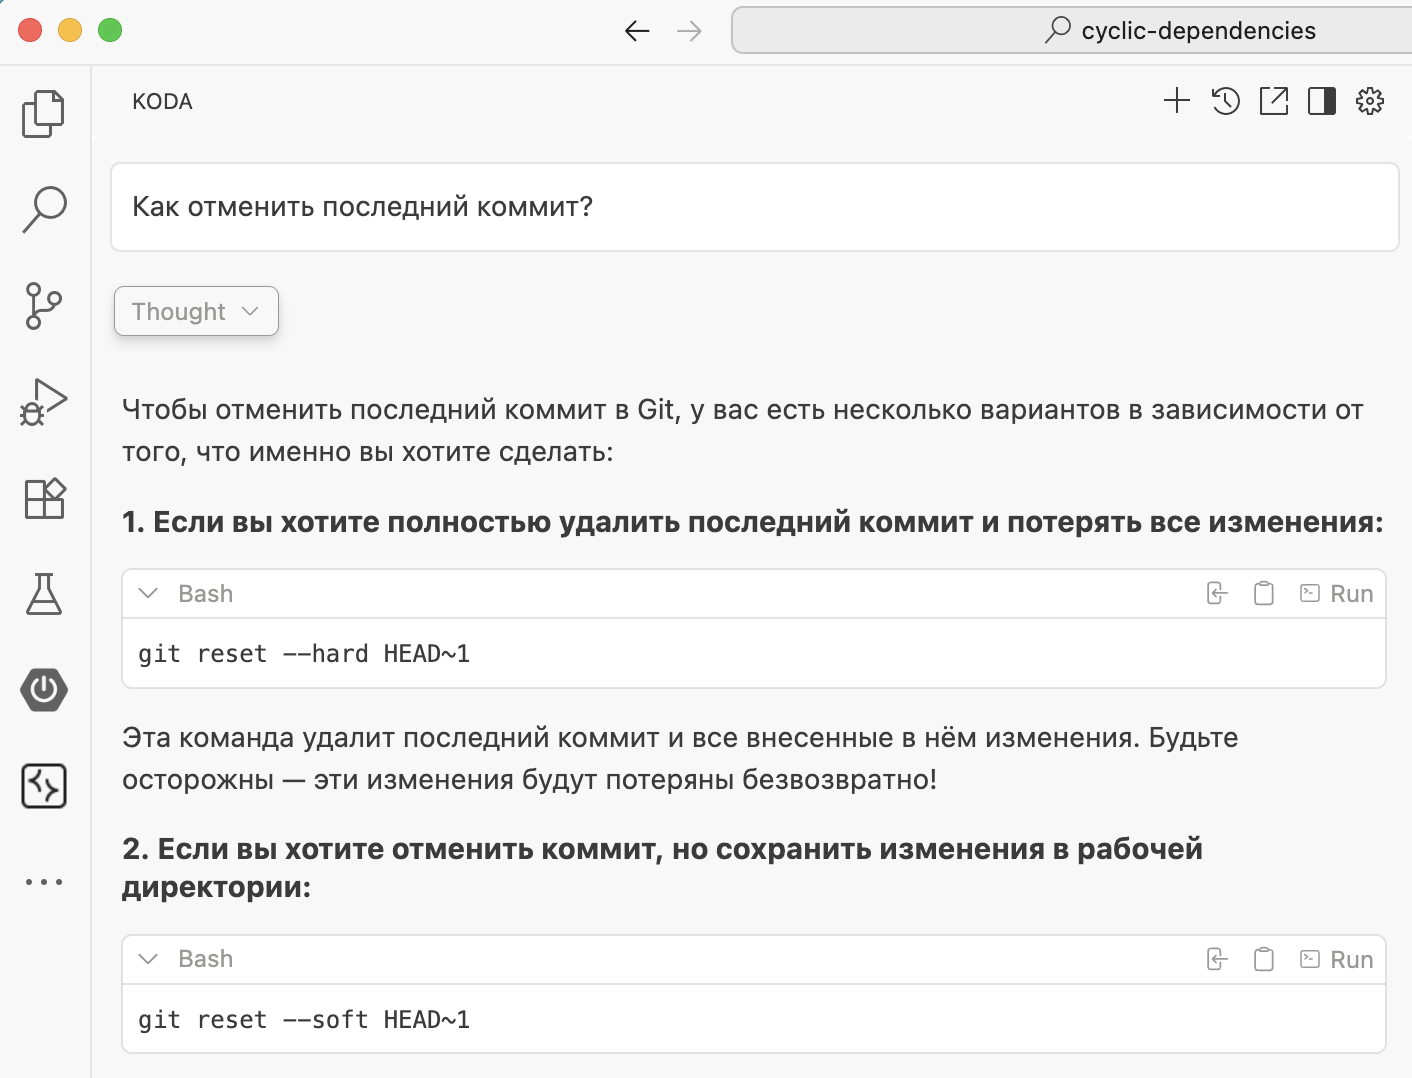 cyclic-dependencies
KODA
Как отменить последний коммит?
Thought
Чтобы отменить последний коммит в Git, у вас есть несколько вариантов в зависимости от
того, что именно вы хотите сделать:
1. Если вы хотите полностью удалить последний коммит и потерять все изменения:
Bash
Run
git reset --hard HEAD~1
Эта команда удалит последний коммит и все внесенные в нём изменения. Будьте
осторожны — эти изменения будут потеряны безвозвратно!
2. Если вы хотите отменить коммит, но сохранить изменения в рабочей
директории:
Bash
Run
git reset --soft HEAD~1